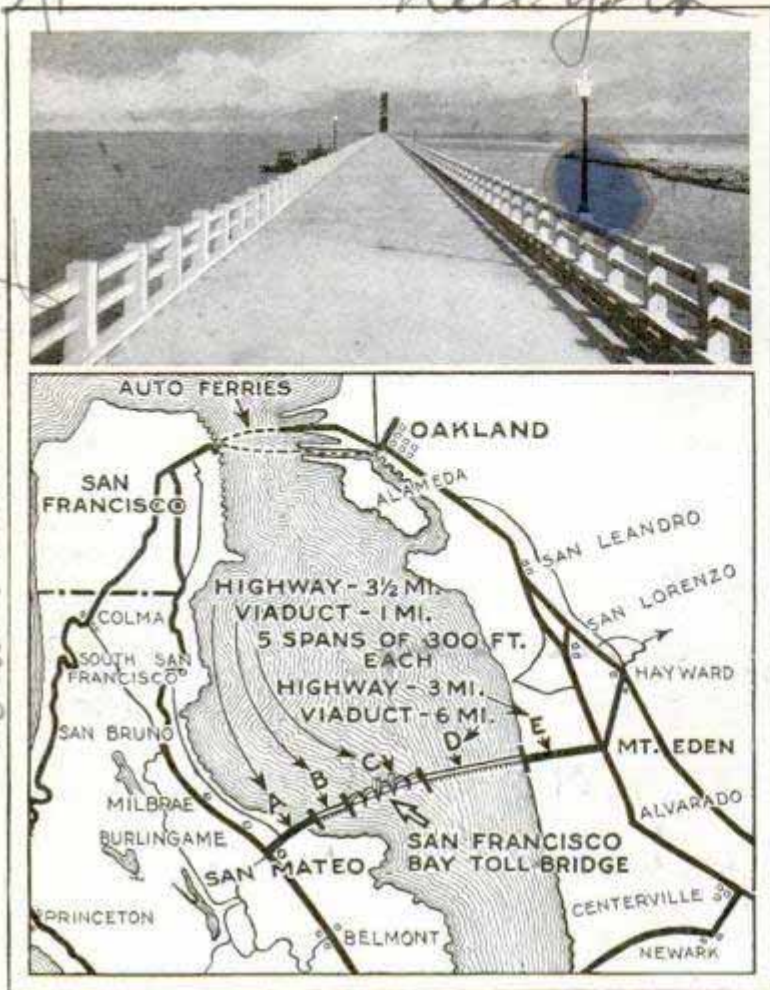 AUTO FERRIES
OAKLAND
SAN
FRANCISCO
ALAMEDA
SAN LEANDRO
HIGHWAY - 3½ MI.
VIADUCT - 1 MI.
5 SPANS OF 300 FT.
EACH
HIGHWAY - 3 MI.
VIADUCT - 6 MI.
SAN LORENZO
COLMA
SOUTH SAN
FRANCISCO
HAYWARD
SAN BRUNO
A
B
C
D
E
MT. EDEN
MILBRAE
BURLINGAME
ALVARADO
SAN FRANCISCO
BAY TOLL BRIDGE
SAN MATEO
CENTERVILLE
PRINCETON
BELMONT
NEWARK